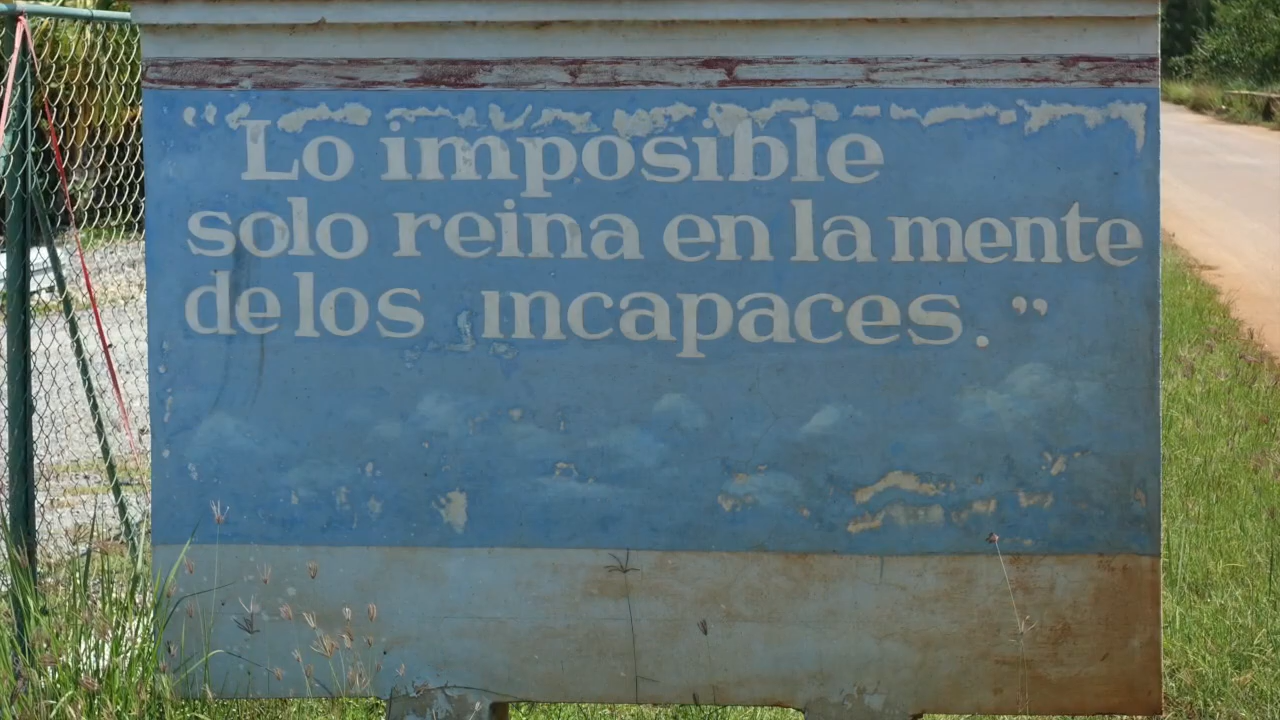 “Lo imposible
solo reina en la mente
de los incapaces.”